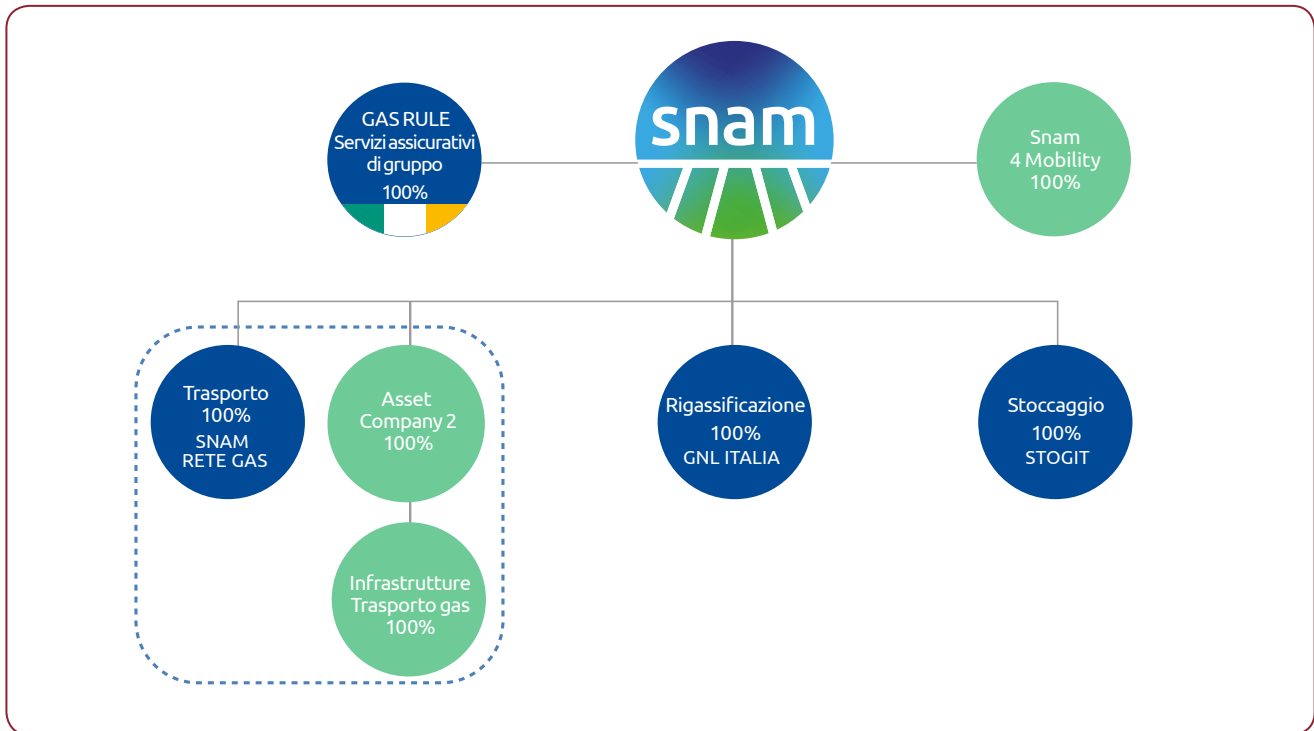 GAS RULE
Servizi assicurativi
di gruppo
100%
snam
Snam
4 Mobility
100%
Trasporto
100%
SNAM
RETE GAS
Asset
Company 2
100%
Rigassificazione
100%
GNL ITALIA
Stoccaggio
100%
STOGIT
Infrastrutture
Trasporto gas
100%